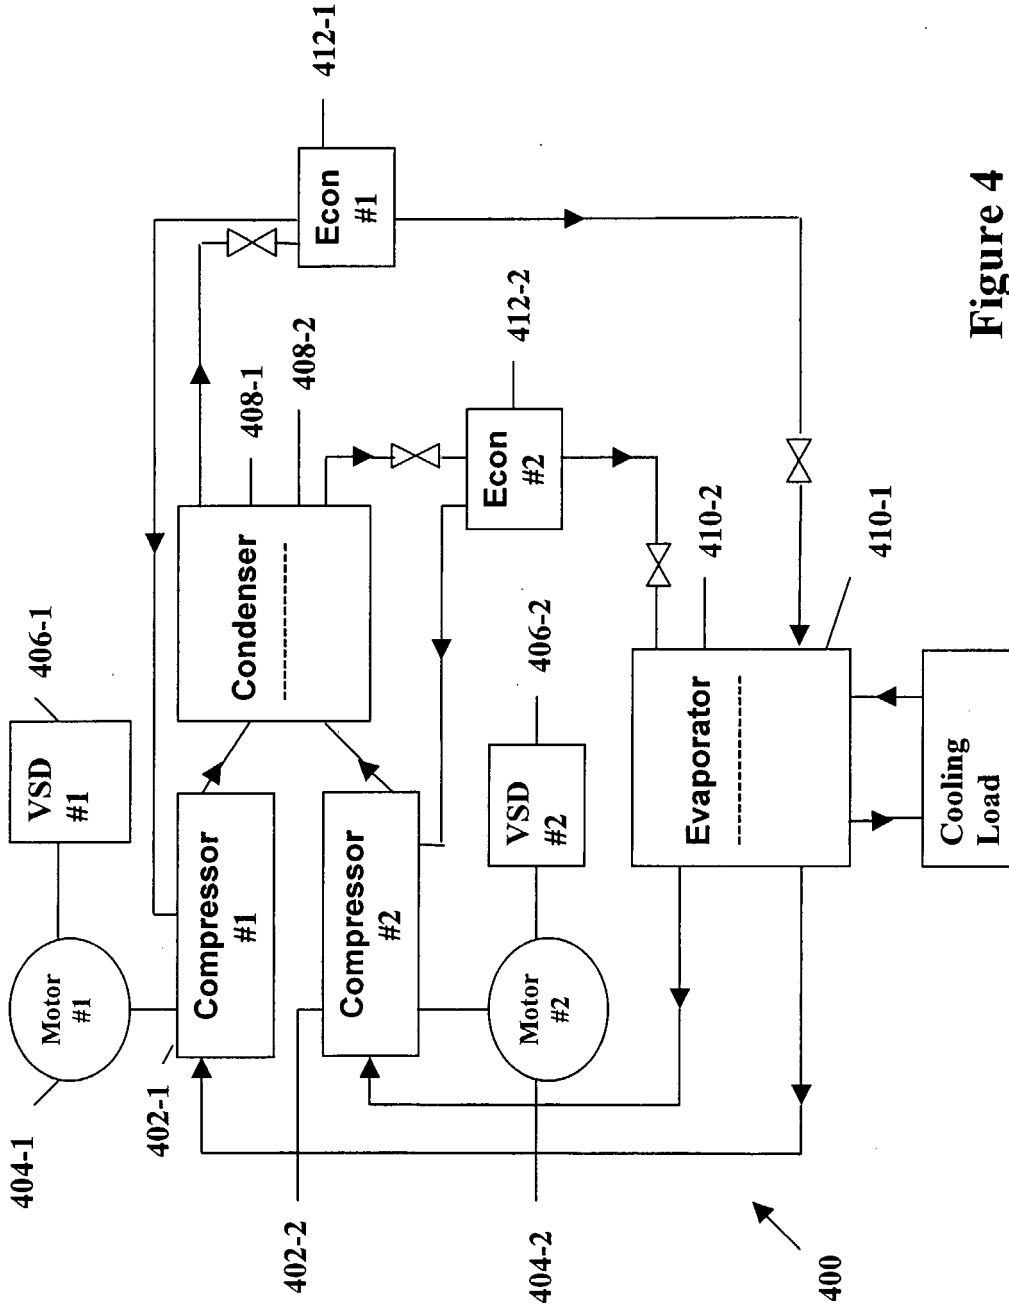 404-1
Motor
#1
VSD
#1
406-1
402-1
Compressor
#1
Condenser
408-1
408-2
412-1
Econ
#1
402-2
Compressor
#2
Econ
#2
412-2
404-2
Motor
#2
VSD
#2
406-2
Evaporator
410-2
410-1
400
Cooling
Load
Figure 4